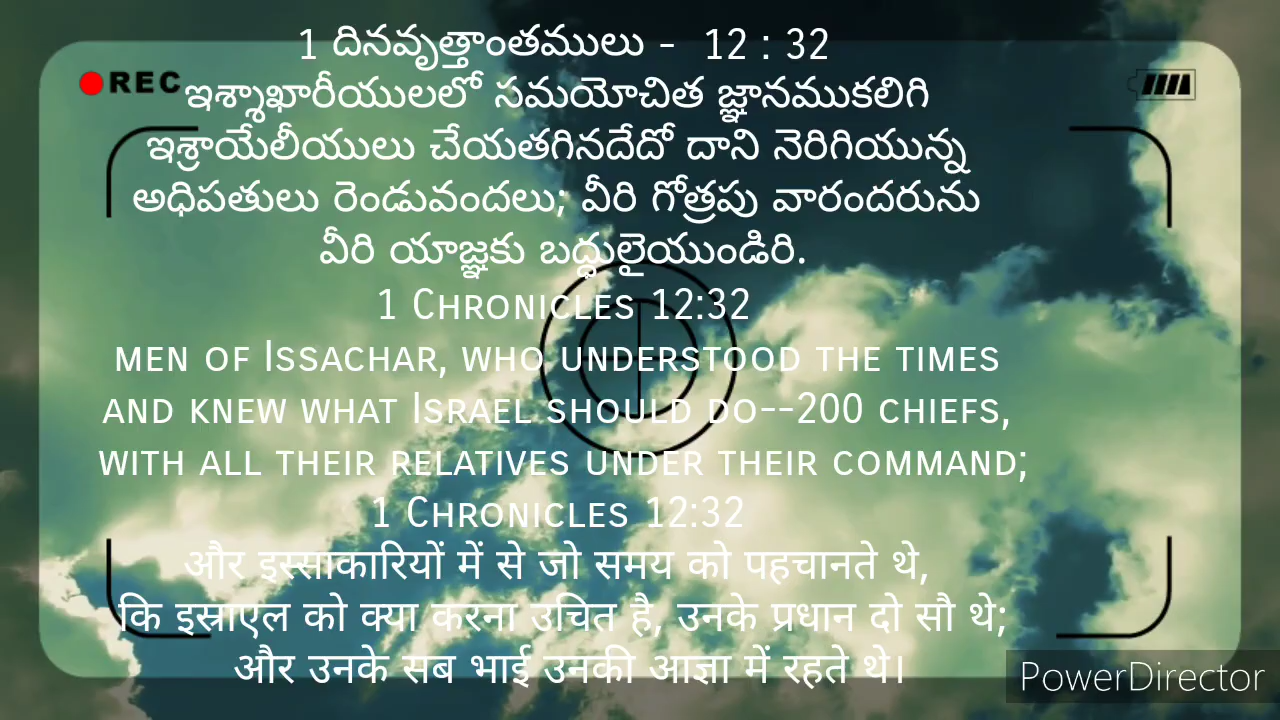 1 దినవృత్తాంతములు - 12 : 32
REC
ఇశ్శాఖారీయులలో సమయోచిత జ్ఞానముకలిగి
ఇశ్రాయేలీయులు చేయతగినదేదో దాని నెరిగియున్న
అధిపతులు రెండువందలు; వీరి గోత్రపు వారందరును
వీరి యాజ్ఞకు బద్ధులైయుండిరి.
1 Chronicles 12:32
men of Issachar, who understood the times
and knew what Israel should do--200 chiefs,
with all their relatives under their command;
1 Chronicles 12:32
और इस्साकारियों में से जो समय को पहचानते थे,
कि इस्राएल को क्या करना उचित है, उनके प्रधान दो सौ थे;
और उनके सब भाई उनकी आज्ञा में रहते थे।
PowerDirector